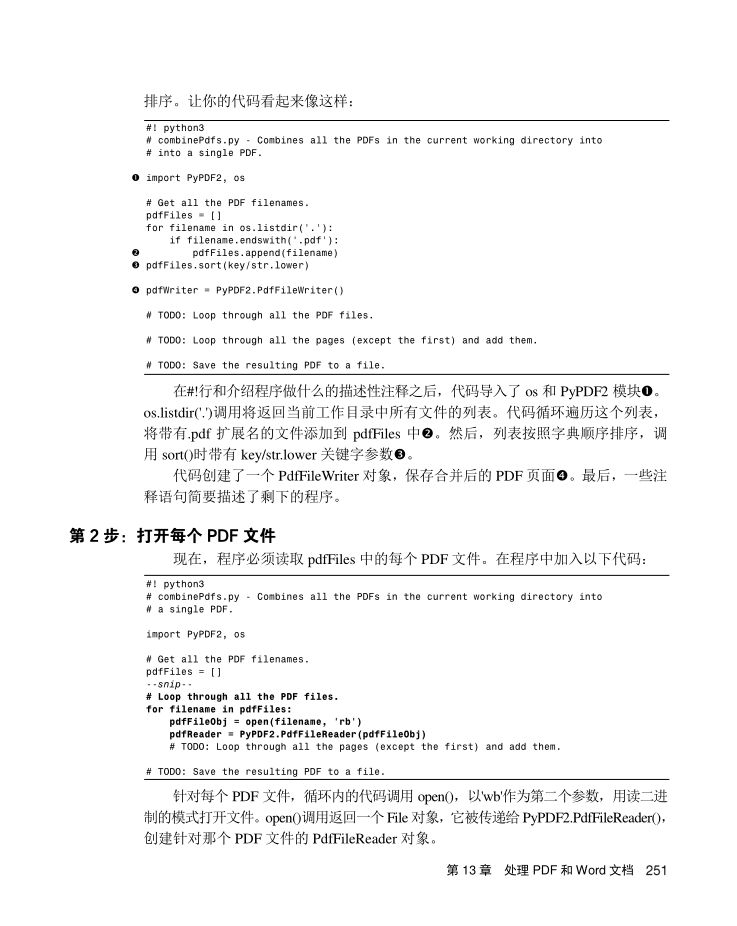 排序。让你的代码看起来像这样：
#! python3
# combinePdfs.py - Combines all the PDFs in the current working directory into
# into a single PDF.
❶ import PyPDF2, os
# Get all the PDF filenames.
pdfFiles = []
for filename in os.listdir('.'):
    if filename.endswith('.pdf'):
❷         pdfFiles.append(filename)
❸ pdfFiles.sort(key/str.lower)
❹ pdfWriter = PyPDF2.PdfFileWriter()
# TODO: Loop through all the PDF files.
# TODO: Loop through all the pages (except the first) and add them.
# TODO: Save the resulting PDF to a file.
在#!行和介绍程序做什么的描述性注释之后，代码导入了 os 和 PyPDF2 模块❶。
os.listdir('.')调用将返回当前工作目录中所有文件的列表。代码循环遍历这个列表，
将带有.pdf 扩展名的文件添加到 pdfFiles 中❷。然后，列表按照字典顺序排序，调
用 sort()时带有 key/str.lower 关键字参数❸。
代码创建了一个 PdfFileWriter 对象，保存合并后的 PDF 页面❹。最后，一些注
释语句简要描述了剩下的程序。
第 2 步：打开每个 PDF 文件
现在，程序必须读取 pdfFiles 中的每个 PDF 文件。在程序中加入以下代码：
#! python3
# combinePdfs.py - Combines all the PDFs in the current working directory into
# a single PDF.
import PyPDF2, os
# Get all the PDF filenames.
pdfFiles = []
--snip--
# Loop through all the PDF files.
for filename in pdfFiles:
    pdfFileObj = open(filename, 'rb')
    pdfReader = PyPDF2.PdfFileReader(pdfFileObj)
    # TODO: Loop through all the pages (except the first) and add them.
# TODO: Save the resulting PDF to a file.
针对每个 PDF 文件，循环内的代码调用 open()，以'wb'作为第二个参数，用读二进
制的模式打开文件。open()调用返回一个 File 对象，它被传递给 PyPDF2.PdfFileReader()，
创建针对那个 PDF 文件的 PdfFileReader 对象。
第 13 章 处理 PDF 和 Word 文档 251